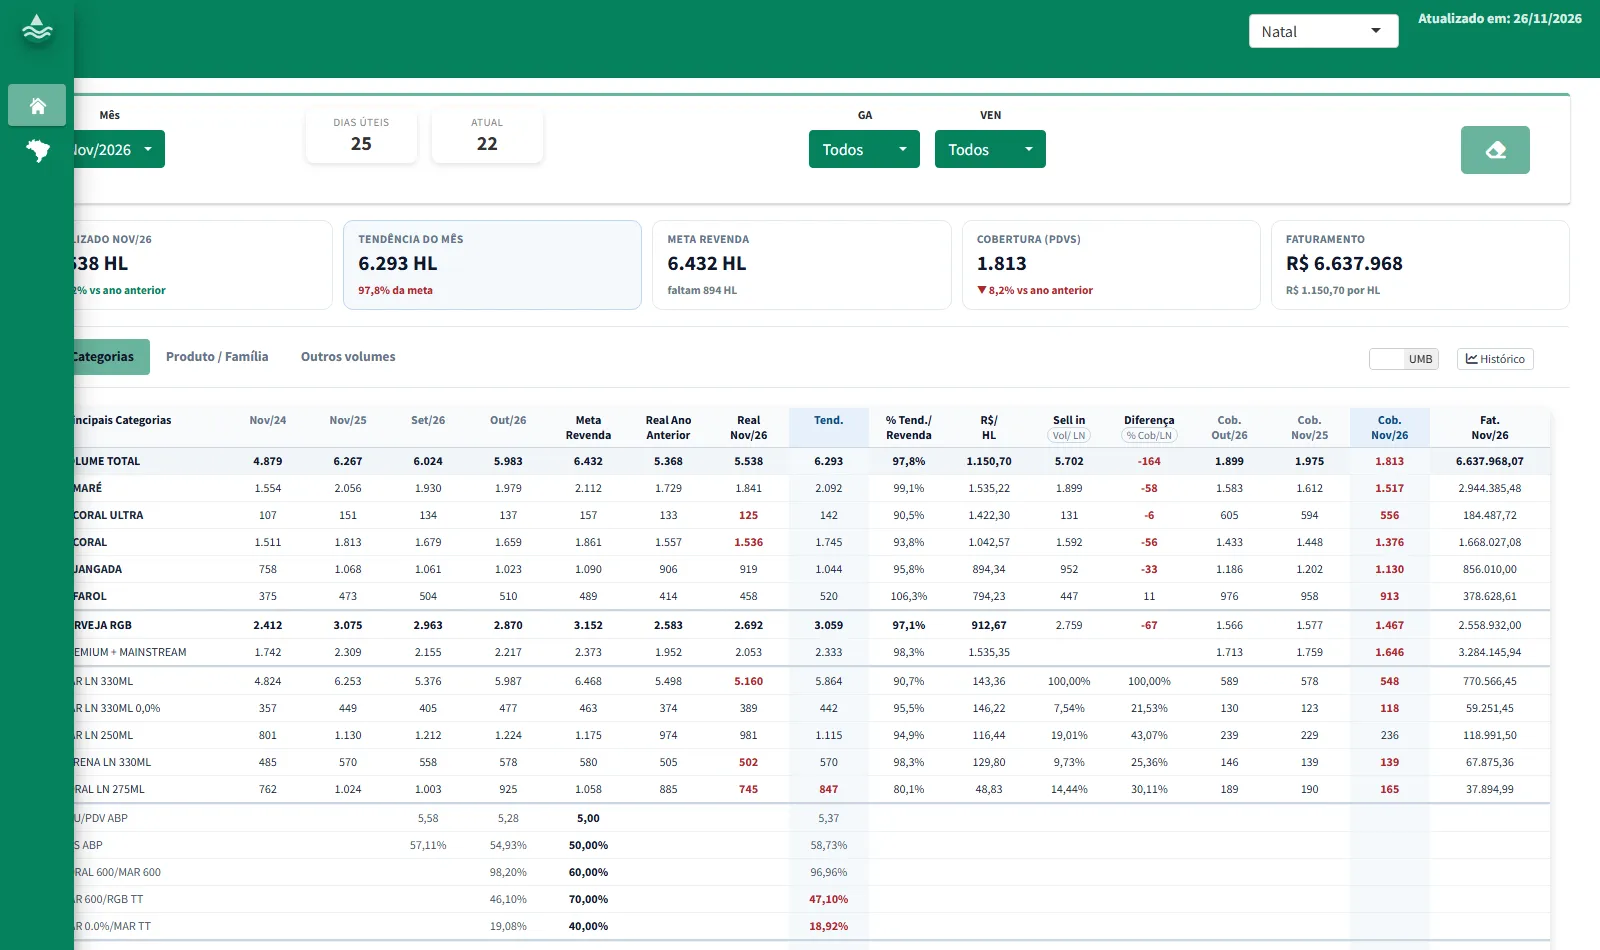 Natal
Atualizado em: 26/11/2026
Mês
Nov/2026
DIAS ÚTEIS
25
ATUAL
22
GA
Todos
VEN
Todos
LIZADO NOV/26
538 HL
2% vs ano anterior
TENDÊNCIA DO MÊS
6.293 HL
97,8% da meta
META REVENDA
6.432 HL
faltam 894 HL
COBERTURA (PDVS)
1.813
▼ 8,2% vs ano anterior
FATURAMENTO
R$ 6.637.968
R$ 1.150,70 por HL
Categorias Produto / Família Outros volumes
UMB Histórico
incipais Categorias Nov/24 Nov/25 Set/26 Out/26 Meta Revenda Real Ano Anterior Real Nov/26 Tend. % Tend./ Revenda R$/ HL Sell in Vol/ LN Diferença % Cob/LN Cob. Out/26 Cob. Nov/25 Cob. Nov/26 Fat. Nov/26
LUME TOTAL 4.879 6.267 6.024 5.983 6.432 5.368 5.538 6.293 97,8% 1.150,70 5.702 -164 1.899 1.975 1.813 6.637.968,07
MARÉ 1.554 2.056 1.930 1.979 2.112 1.729 1.841 2.092 99,1% 1.535,22 1.899 -58 1.583 1.612 1.517 2.944.385,48
CORAL ULTRA 107 151 134 137 157 133 125 142 90,5% 1.422,30 131 -6 605 594 556 184.487,72
CORAL 1.511 1.813 1.679 1.659 1.861 1.557 1.536 1.745 93,8% 1.042,57 1.592 -56 1.433 1.448 1.376 1.668.027,08
JANGADA 758 1.068 1.061 1.023 1.090 906 919 1.044 95,8% 894,34 952 -33 1.186 1.202 1.130 856.010,00
FAROL 375 473 504 510 489 414 458 520 106,3% 794,23 447 11 976 958 913 378.628,61
RVEJA RGB 2.412 3.075 2.963 2.870 3.152 2.583 2.692 3.059 97,1% 912,67 2.759 -67 1.566 1.577 1.467 2.558.932,00
EMIUM + MAINSTREAM 1.742 2.309 2.155 2.217 2.373 1.952 2.053 2.333 98,3% 1.535,35 1.713 1.759 1.646 3.284.145,94
AR LN 330ML 4.824 6.253 5.376 5.987 6.468 5.498 5.160 5.864 90,7% 143,36 100,00% 100,00% 589 578 548 770.566,45
AR LN 330ML 0,0% 357 449 405 477 463 374 389 442 95,5% 146,22 7,54% 21,53% 130 123 118 59.251,45
AR LN 250ML 801 1.130 1.212 1.224 1.175 974 981 1.115 94,9% 116,44 19,01% 43,07% 239 229 236 118.991,50
RENA LN 330ML 485 570 558 578 580 505 502 570 98,3% 129,80 9,73% 25,36% 146 139 139 67.875,36
RAL LN 275ML 762 1.024 1.003 925 1.058 885 745 847 80,1% 48,83 14,44% 30,11% 189 190 165 37.894,99
U/PDV ABP 5,58 5,28 5,00 5,37
S ABP 57,11% 54,93% 50,00% 58,73%
RAL 600/MAR 600 98,20% 60,00% 96,96%
AR 600/RGB TT 46,10% 70,00% 47,10%
AR 0.0%/MAR TT 19,08% 40,00% 18,92%